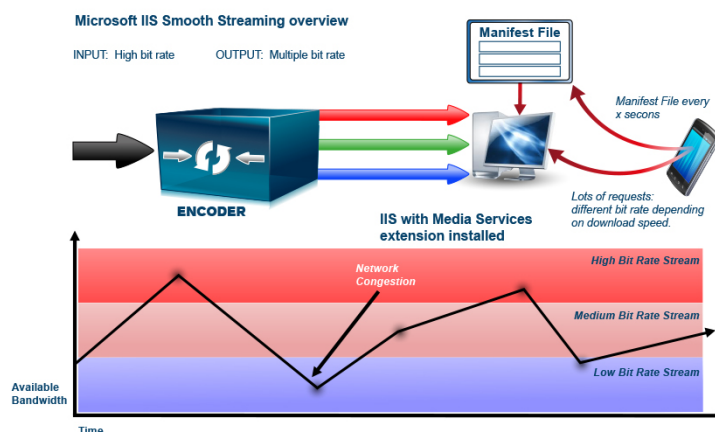 Microsoft IIS Smooth Streaming overview
INPUT: High bit rate OUTPUT: Multiple bit rate
Manifest File
Manifest File every
x secons
ENCODER
Lots of requests:
different bit rate depending
on download speed.
IIS with Media Services
extension installed
High Bit Rate Stream
Network
Congestion
Medium Bit Rate Stream
Low Bit Rate Stream
Available
Bandwidth
Time